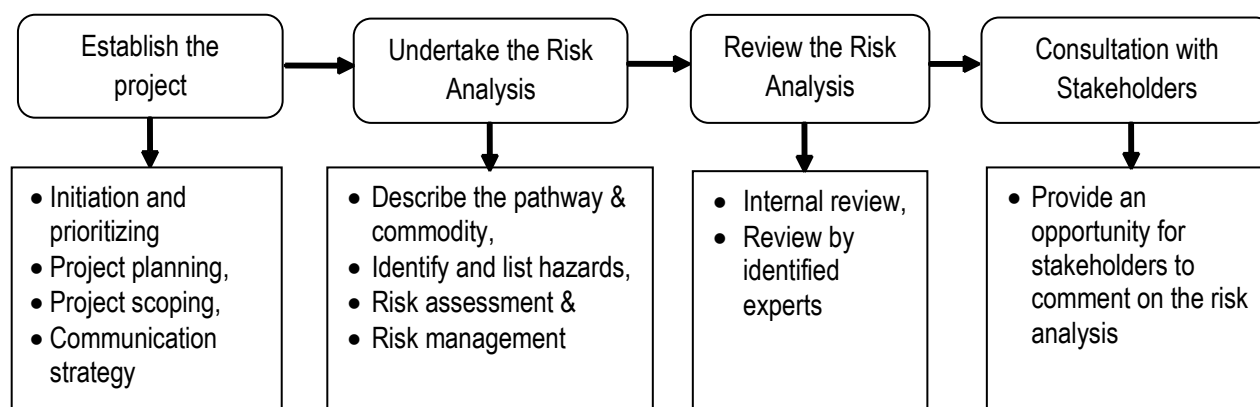 Establish the
project
Undertake the Risk
Analysis
Review the Risk
Analysis
Consultation with
Stakeholders
• Initiation and
prioritizing
• Project planning,
• Project scoping,
• Communication
strategy
• Describe the pathway &
commodity,
• Identify and list hazards,
• Risk assessment &
• Risk management
• Internal review,
• Review by
identified
experts
• Provide an
opportunity for
stakeholders to
comment on the risk
analysis